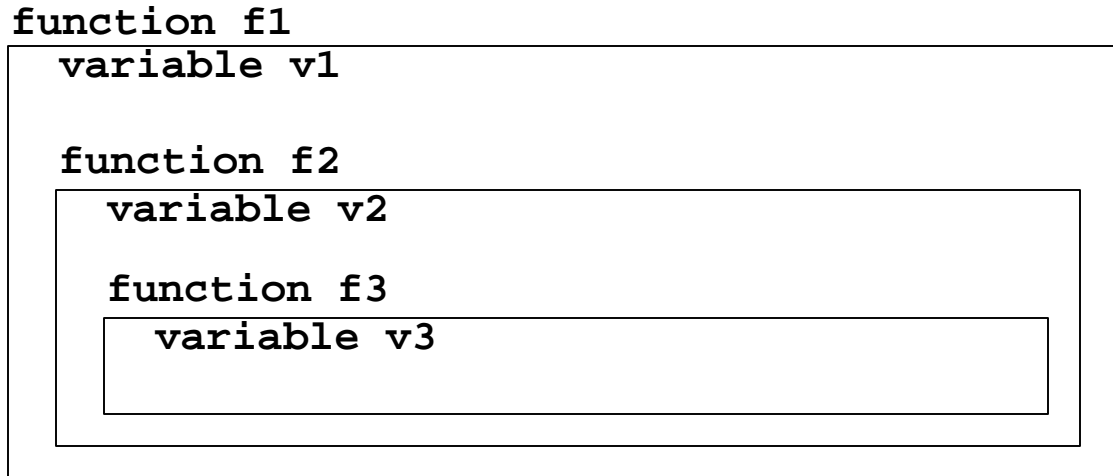 function f1
variable v1
function f2
variable v2
function f3
variable v3